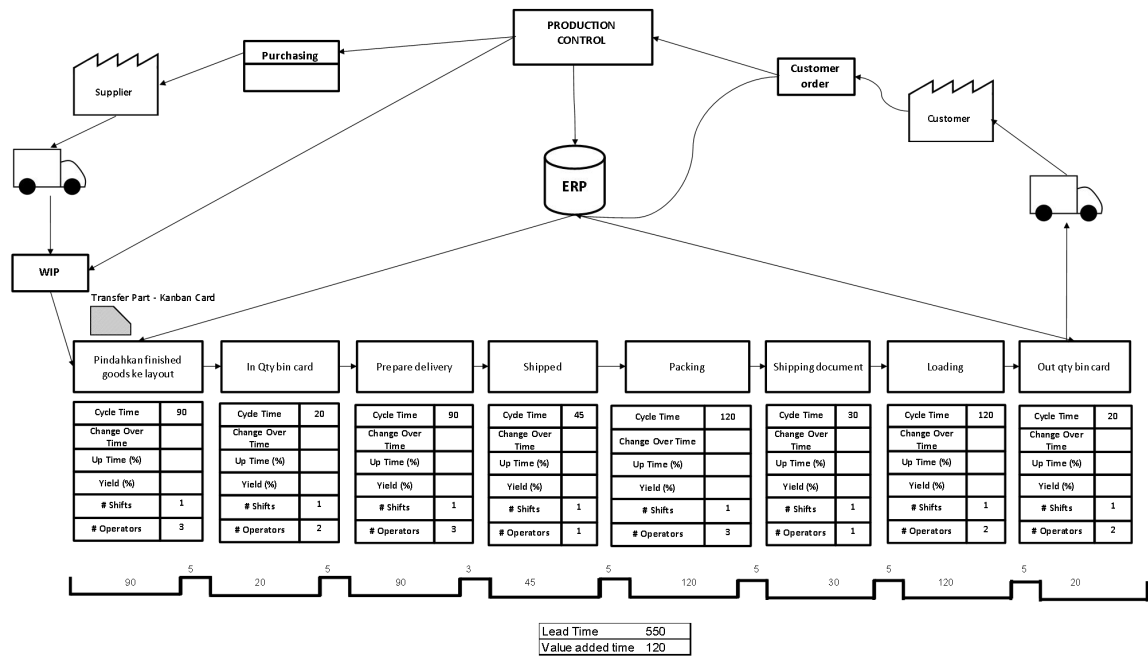 PRODUCTION
CONTROL
Purchasing
Supplier
Customer
order
Customer
ERP
WIP
Transfer Part - Kanban Card
Pindahkan finished
goods ke layout
In Qty bin card
Prepare delivery
Shipped
Packing
Shipping document
Loading
Out qty bin card
Cycle Time 90
Change Over
Time
Up Time (%)
Yield (%)
# Shifts 1
# Operators 3
Cycle Time 20
Change Over
Time
Up Time (%)
Yield (%)
# Shifts 1
# Operators 2
Cycle Time 90
Change Over
Time
Up Time (%)
Yield (%)
# Shifts 1
# Operators 3
Cycle Time 45
Change Over
Time
Up Time (%)
Yield (%)
# Shifts 1
# Operators 1
Cycle Time 120
Change Over Time
Up Time (%)
Yield (%)
# Shifts 1
# Operators 3
Cycle Time 30
Change Over
Time
Up Time (%)
Yield (%)
# Shifts 1
# Operators 1
Cycle Time 120
Change Over
Time
Up Time (%)
Yield (%)
# Shifts 1
# Operators 2
Cycle Time 20
Change Over
Time
Up Time (%)
Yield (%)
# Shifts 1
# Operators 2
5 5 3 5 5 5 5
90 20 90 45 120 30 120 20
Lead Time 550
Value added time 120